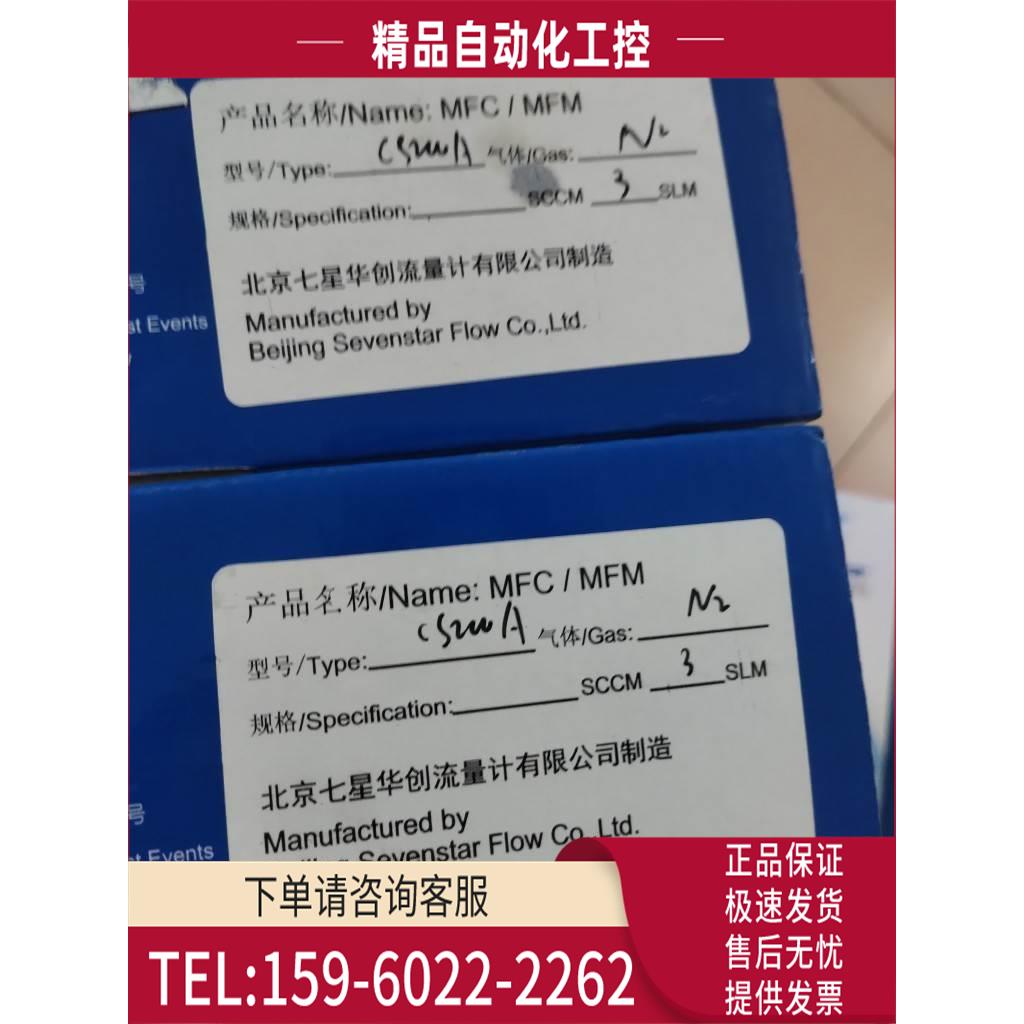 精品自动化工控
产品名称/Name: MFC / MFM
型号/Type: CS200A 气体/Gas: N2
规格/Specification: SCCM 3 SLM
北京七星华创流量计有限公司制造
Manufactured by
Beijing Sevenstar Flow Co.,Ltd.
号
st Events
产品名称/Name: MFC / MFM
型号/Type: CS200A 气体/Gas: N2
规格/Specification: SCCM 3 SLM
北京七星华创流量计有限公司制造
Manufactured by
Sevenstar Flow Co.,Ltd.
号
st Events
下单请咨询客服
TEL:159-6022-2262
正品保证
极速发货
售后无忧
提供发票